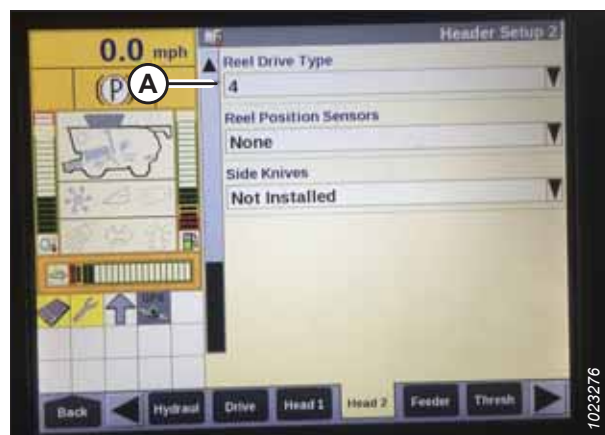 0.0 mph
Header Setup 2
(P)
A
Reel Drive Type
4
Reel Position Sensors
None
Side Knives
Not Installed
GPS
Back
Hydraul
Drive
Head 1
Head 2
Feeder
Thresh
1023276